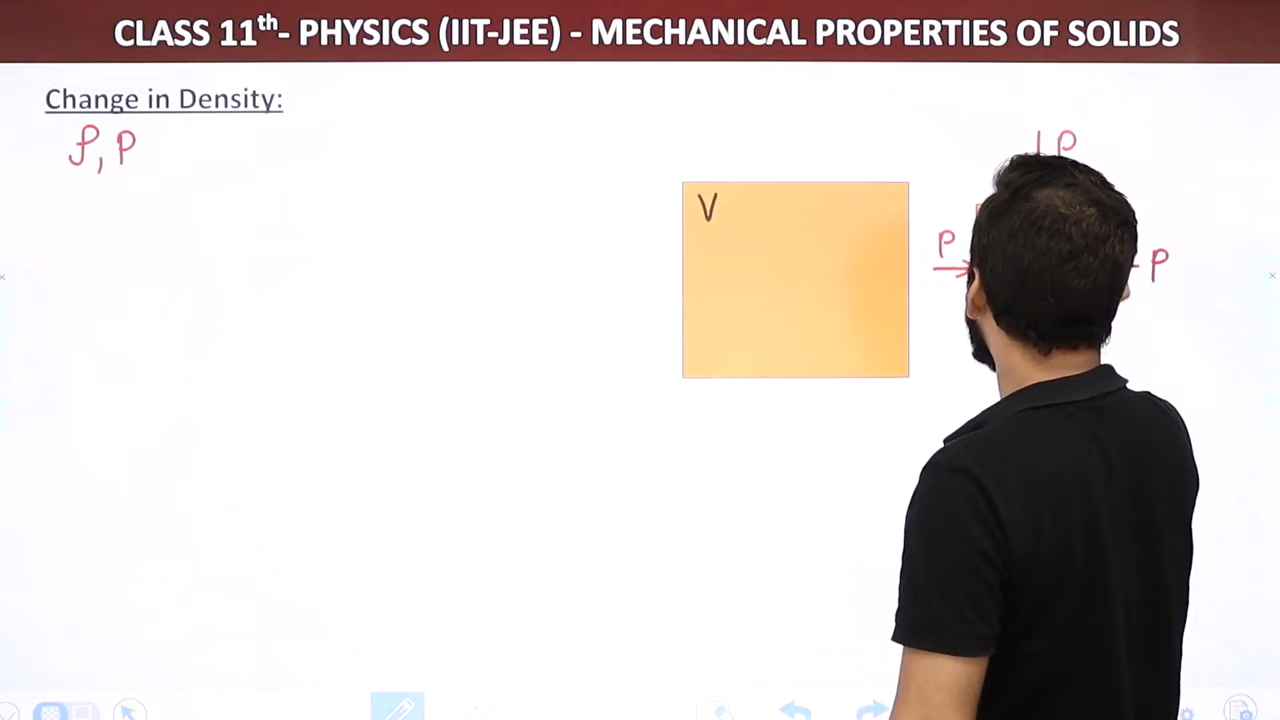 CLASS 11th- PHYSICS (IIT-JEE) - MECHANICAL PROPERTIES OF SOLIDS
Change in Density:
ρ, P
P
V
P
P